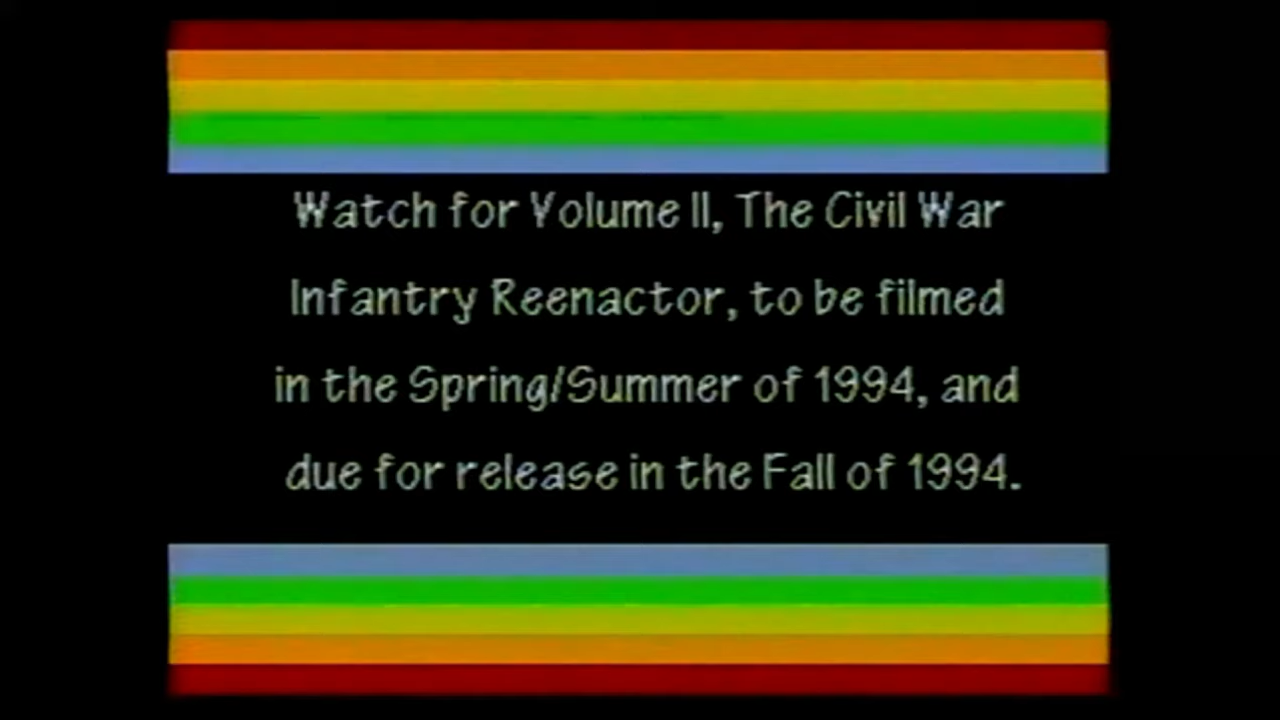 Watch for Volume II, The Civil War
Infantry Reenactor, to be filmed
in the Spring/Summer of 1994, and
due for release in the Fall of 1994.